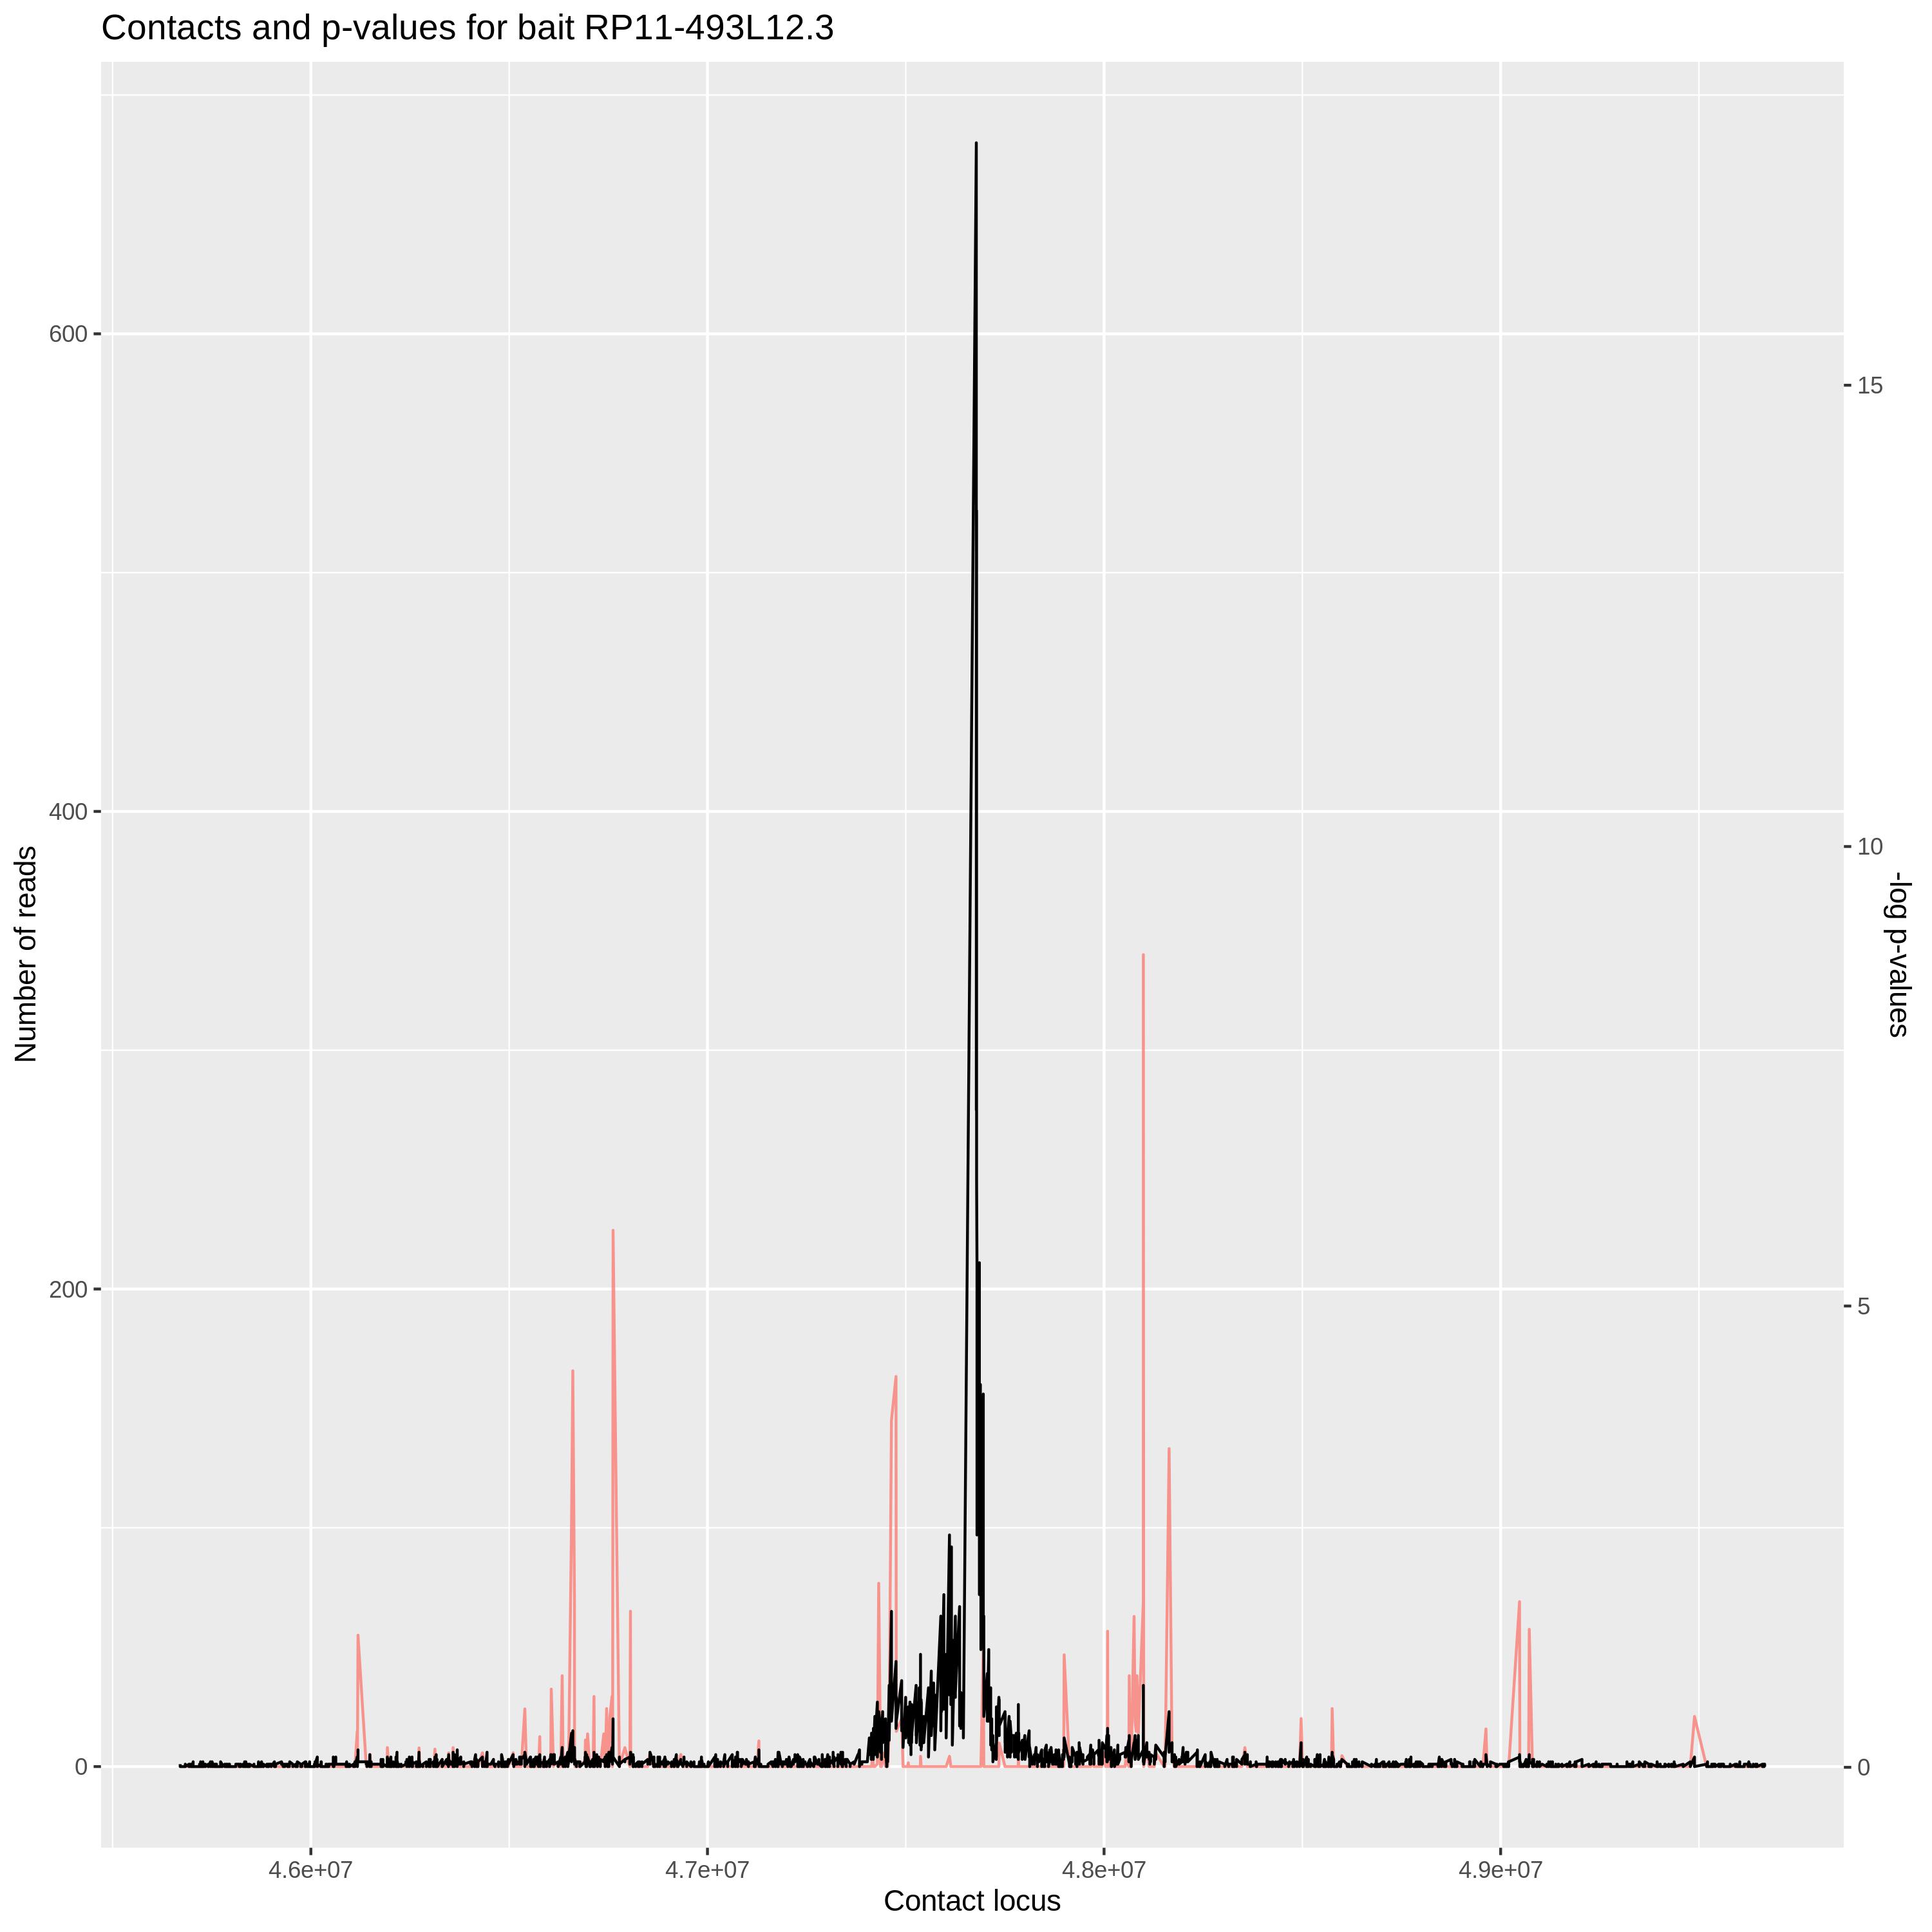 Contacts and p-values for bait RP11-493L12.3
600
400
200
0
Number of reads
15
10
5
0
-log p-values
4.6e+07
4.7e+07
4.8e+07
4.9e+07
Contact locus